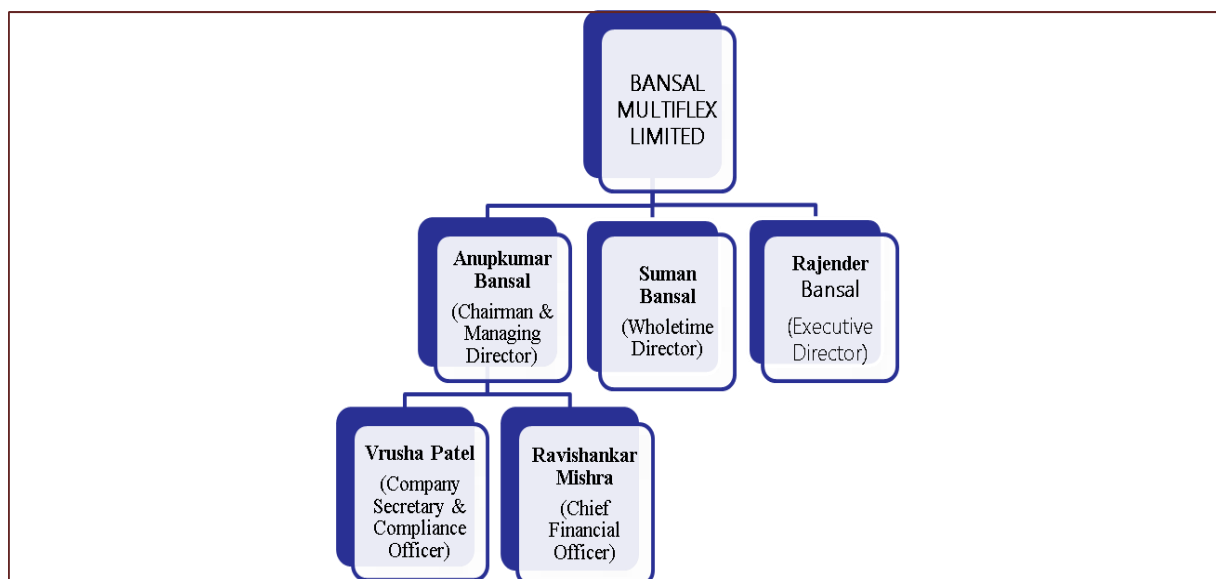 BANSAL
MULTIFLEX
LIMITED
Anupkumar
Bansal
(Chairman &
Managing
Director)
Suman
Bansal
(Wholetime
Director)
Rajender
Bansal
(Executive
Director)
Vrusha Patel
(Company
Secretary &
Compliance
Officer)
Ravishankar
Mishra
(Chief
Financial
Officer)